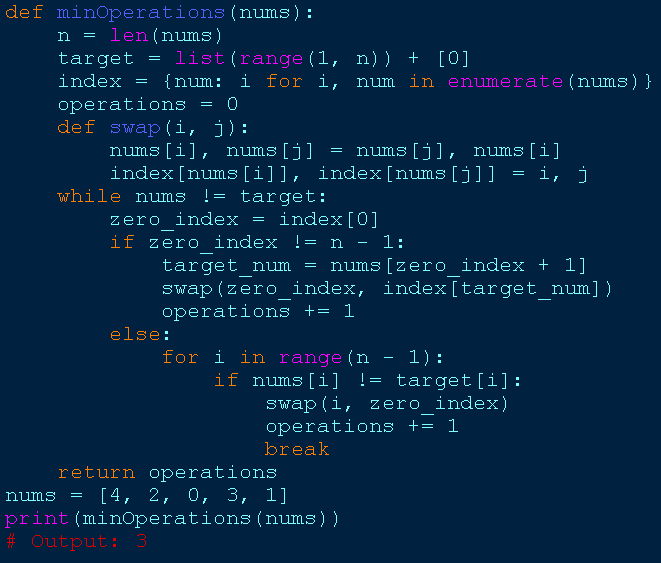 def minOperations(nums):
    n = len(nums)
    target = list(range(1, n)) + [0]
    index = {num: i for i, num in enumerate(nums)}
    operations = 0
    def swap(i, j):
        nums[i], nums[j] = nums[j], nums[i]
        index[nums[i]], index[nums[j]] = i, j
    while nums != target:
        zero_index = index[0]
        if zero_index != n - 1:
            target_num = nums[zero_index + 1]
            swap(zero_index, index[target_num])
            operations += 1
        else:
            for i in range(n - 1):
                if nums[i] != target[i]:
                    swap(i, zero_index)
                    operations += 1
                    break
    return operations
nums = [4, 2, 0, 3, 1]
print(minOperations(nums))
# Output: 3